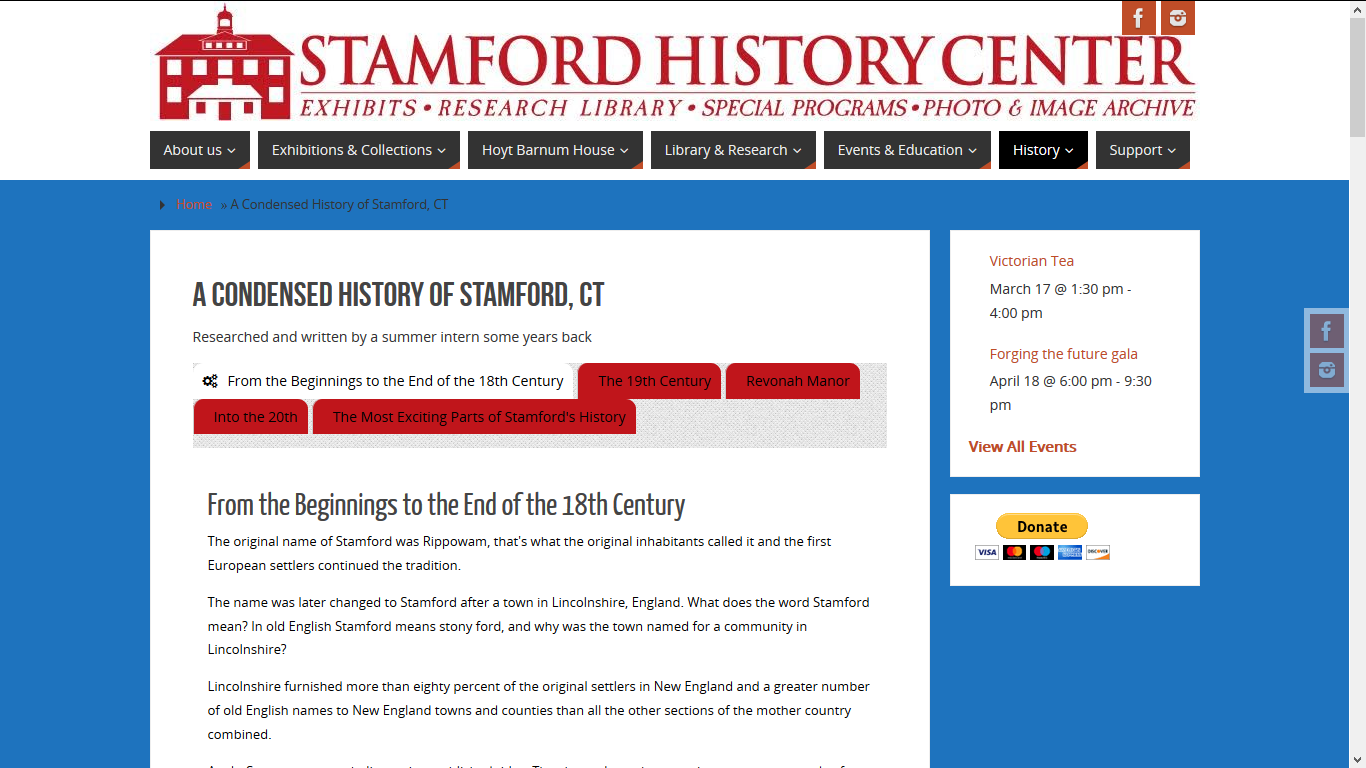 STAMFORD HISTORY CENTER
EXHIBITS • RESEARCH LIBRARY • SPECIAL PROGRAMS • PHOTO & IMAGE ARCHIVE
About us
Exhibitions & Collections
Hoyt Barnum House
Library & Research
Events & Education
History
Support
Home » A Condensed History of Stamford, CT
A CONDENSED HISTORY OF STAMFORD, CT
Researched and written by a summer intern some years back
From the Beginnings to the End of the 18th Century
The 19th Century
Revonah Manor
Into the 20th
The Most Exciting Parts of Stamford's History
From the Beginnings to the End of the 18th Century
The original name of Stamford was Rippowam, that's what the original inhabitants called it and the first
European settlers continued the tradition.
The name was later changed to Stamford after a town in Lincolnshire, England. What does the word Stamford
mean? In old English Stamford means stony ford, and why was the town named for a community in
Lincolnshire?
Lincolnshire furnished more than eighty percent of the original settlers in New England and a greater number
of old English names to New England towns and counties than all the other sections of the mother country
combined.
Victorian Tea
March 17 @ 1:30 pm -
4:00 pm
Forging the future gala
April 18 @ 6:00 pm - 9:30
pm
View All Events
Donate
VISA
DISCOVER